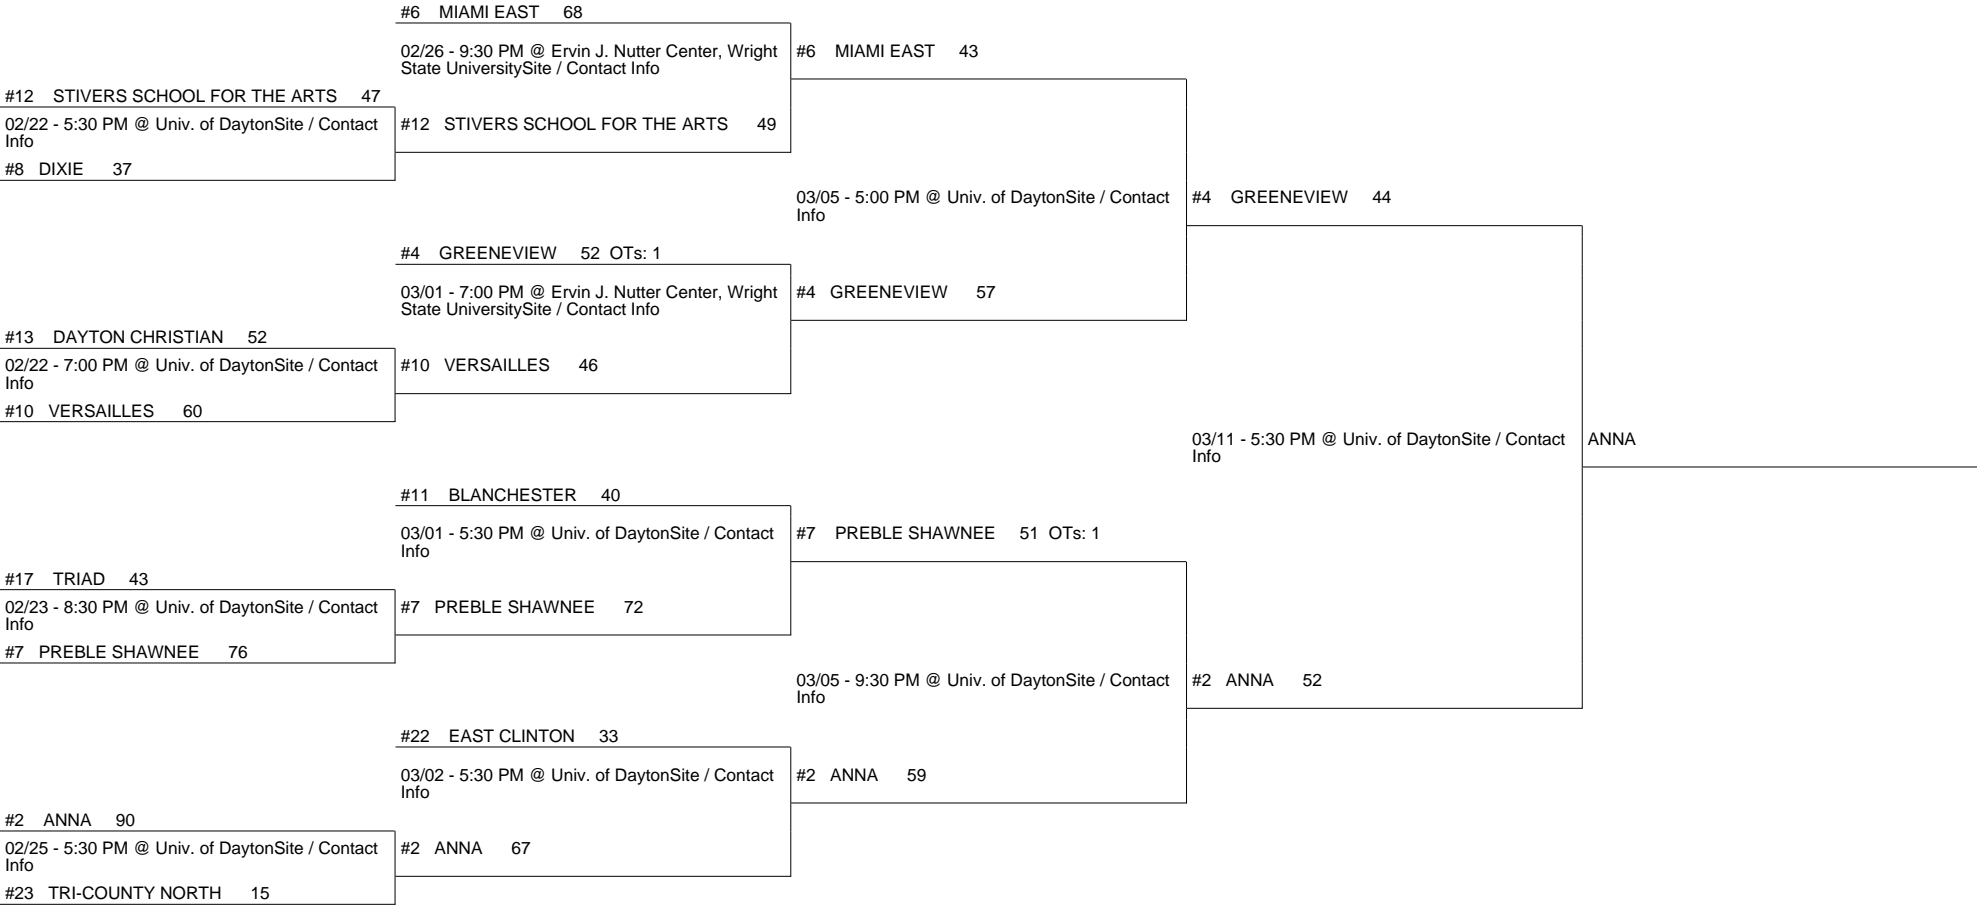 #6 MIAMI EAST 68
02/26 - 9:30 PM @ Ervin J. Nutter Center, Wright
State UniversitySite / Contact Info
#6 MIAMI EAST 43
#12 STIVERS SCHOOL FOR THE ARTS 47
02/22 - 5:30 PM @ Univ. of DaytonSite / Contact
Info
#12 STIVERS SCHOOL FOR THE ARTS 49
#8 DIXIE 37
03/05 - 5:00 PM @ Univ. of DaytonSite / Contact
Info
#4 GREENEVIEW 44
#4 GREENEVIEW 52 OTs: 1
03/01 - 7:00 PM @ Ervin J. Nutter Center, Wright
State UniversitySite / Contact Info
#4 GREENEVIEW 57
#13 DAYTON CHRISTIAN 52
02/22 - 7:00 PM @ Univ. of DaytonSite / Contact
Info
#10 VERSAILLES 46
#10 VERSAILLES 60
03/11 - 5:30 PM @ Univ. of DaytonSite / Contact
Info
ANNA
#11 BLANCHESTER 40
03/01 - 5:30 PM @ Univ. of DaytonSite / Contact
Info
#7 PREBLE SHAWNEE 51 OTs: 1
#17 TRIAD 43
02/23 - 8:30 PM @ Univ. of DaytonSite / Contact
Info
#7 PREBLE SHAWNEE 72
#7 PREBLE SHAWNEE 76
03/05 - 9:30 PM @ Univ. of DaytonSite / Contact
Info
#2 ANNA 52
#22 EAST CLINTON 33
03/02 - 5:30 PM @ Univ. of DaytonSite / Contact
Info
#2 ANNA 59
#2 ANNA 90
02/25 - 5:30 PM @ Univ. of DaytonSite / Contact
Info
#2 ANNA 67
#23 TRI-COUNTY NORTH 15